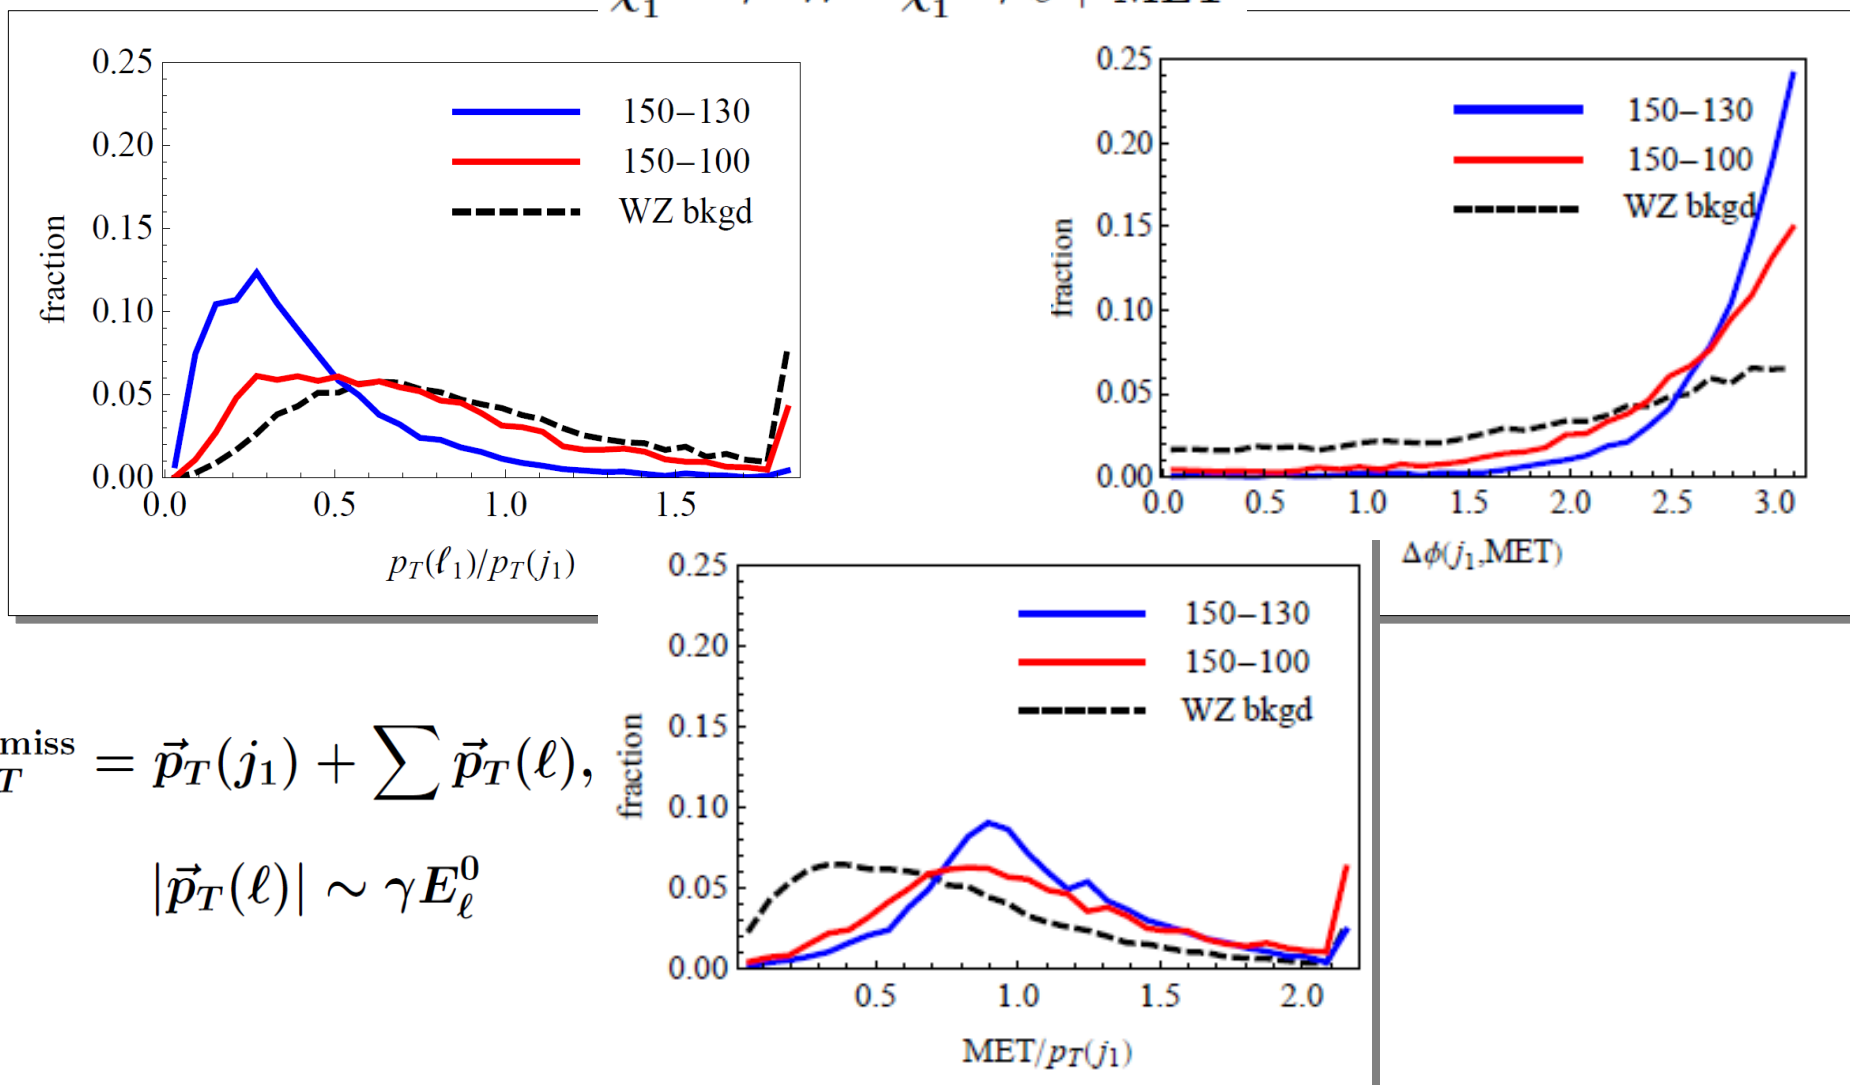 MET
0.25
0.20
0.15
0.10
0.05
0.00
fraction
150–130
150–100
WZ bkgd
0.0 0.5 1.0 1.5
p_T(ℓ_1)/p_T(j_1)
0.25
0.20
0.15
0.10
0.05
0.00
fraction
150–130
150–100
WZ bkgd
0.0 0.5 1.0 1.5 2.0 2.5 3.0
Δϕ(j_1,MET)
0.25
0.20
0.15
0.10
0.05
0.00
fraction
150–130
150–100
WZ bkgd
0.5 1.0 1.5 2.0
MET/p_T(j_1)
miss
T = p⃗_T(j_1) + ∑ p⃗_T(ℓ),
|p⃗_T(ℓ)| ∼ γE_ℓ^0